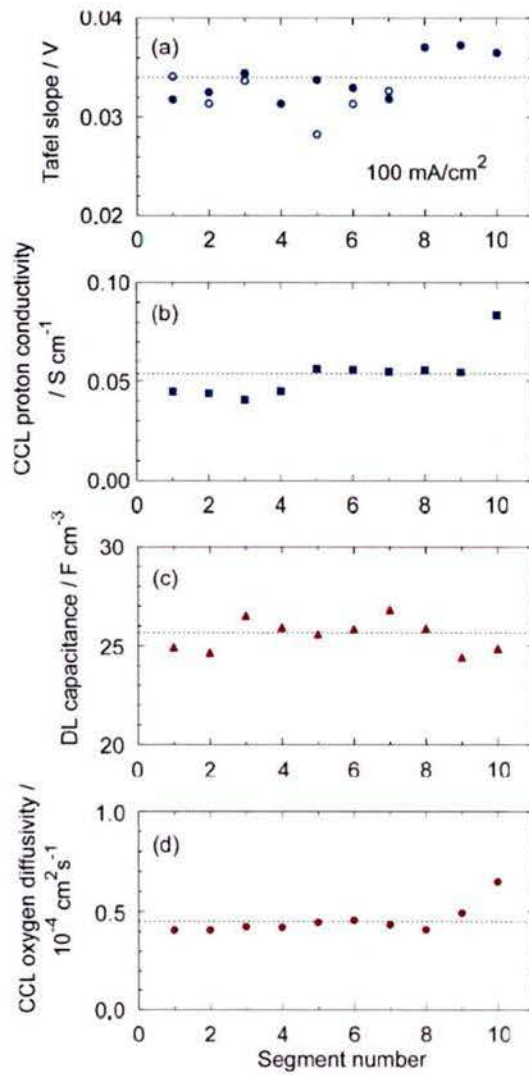 (a)
Tafel slope / V
0.04
0.03
0.02
100 mA/cm²
0 2 4 6 8 10
(b)
CCL proton conductivity
/ S cm⁻¹
0.10
0.05
0.00
0 2 4 6 8 10
(c)
DL capacitance / F cm⁻³
30
25
20
0 2 4 6 8 10
(d)
CCL oxygen diffusivity /
10⁻⁴ cm²s⁻¹
1.0
0.5
0.0
0 2 4 6 8 10
Segment number